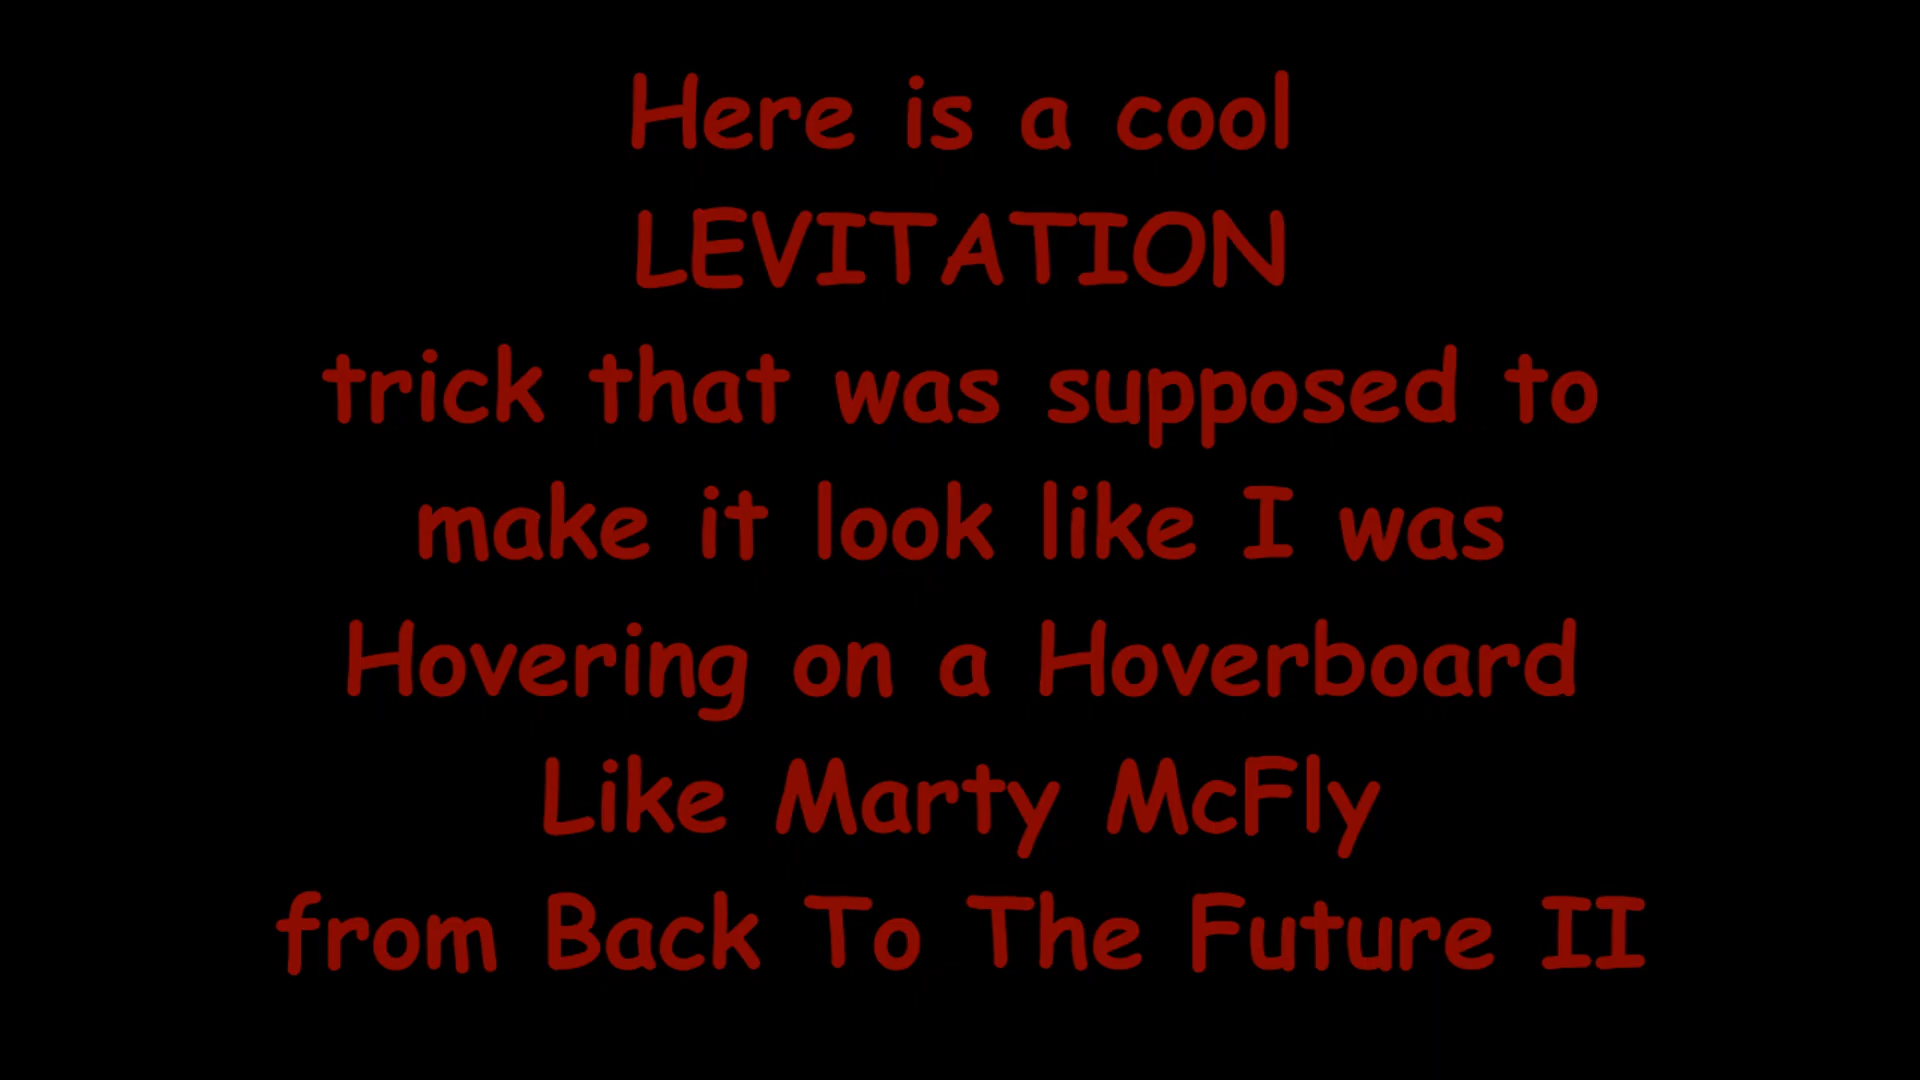 Here is a cool
LEVITATION
trick that was supposed to
make it look like I was
Hovering on a Hoverboard
Like Marty McFly
from Back To The Future II